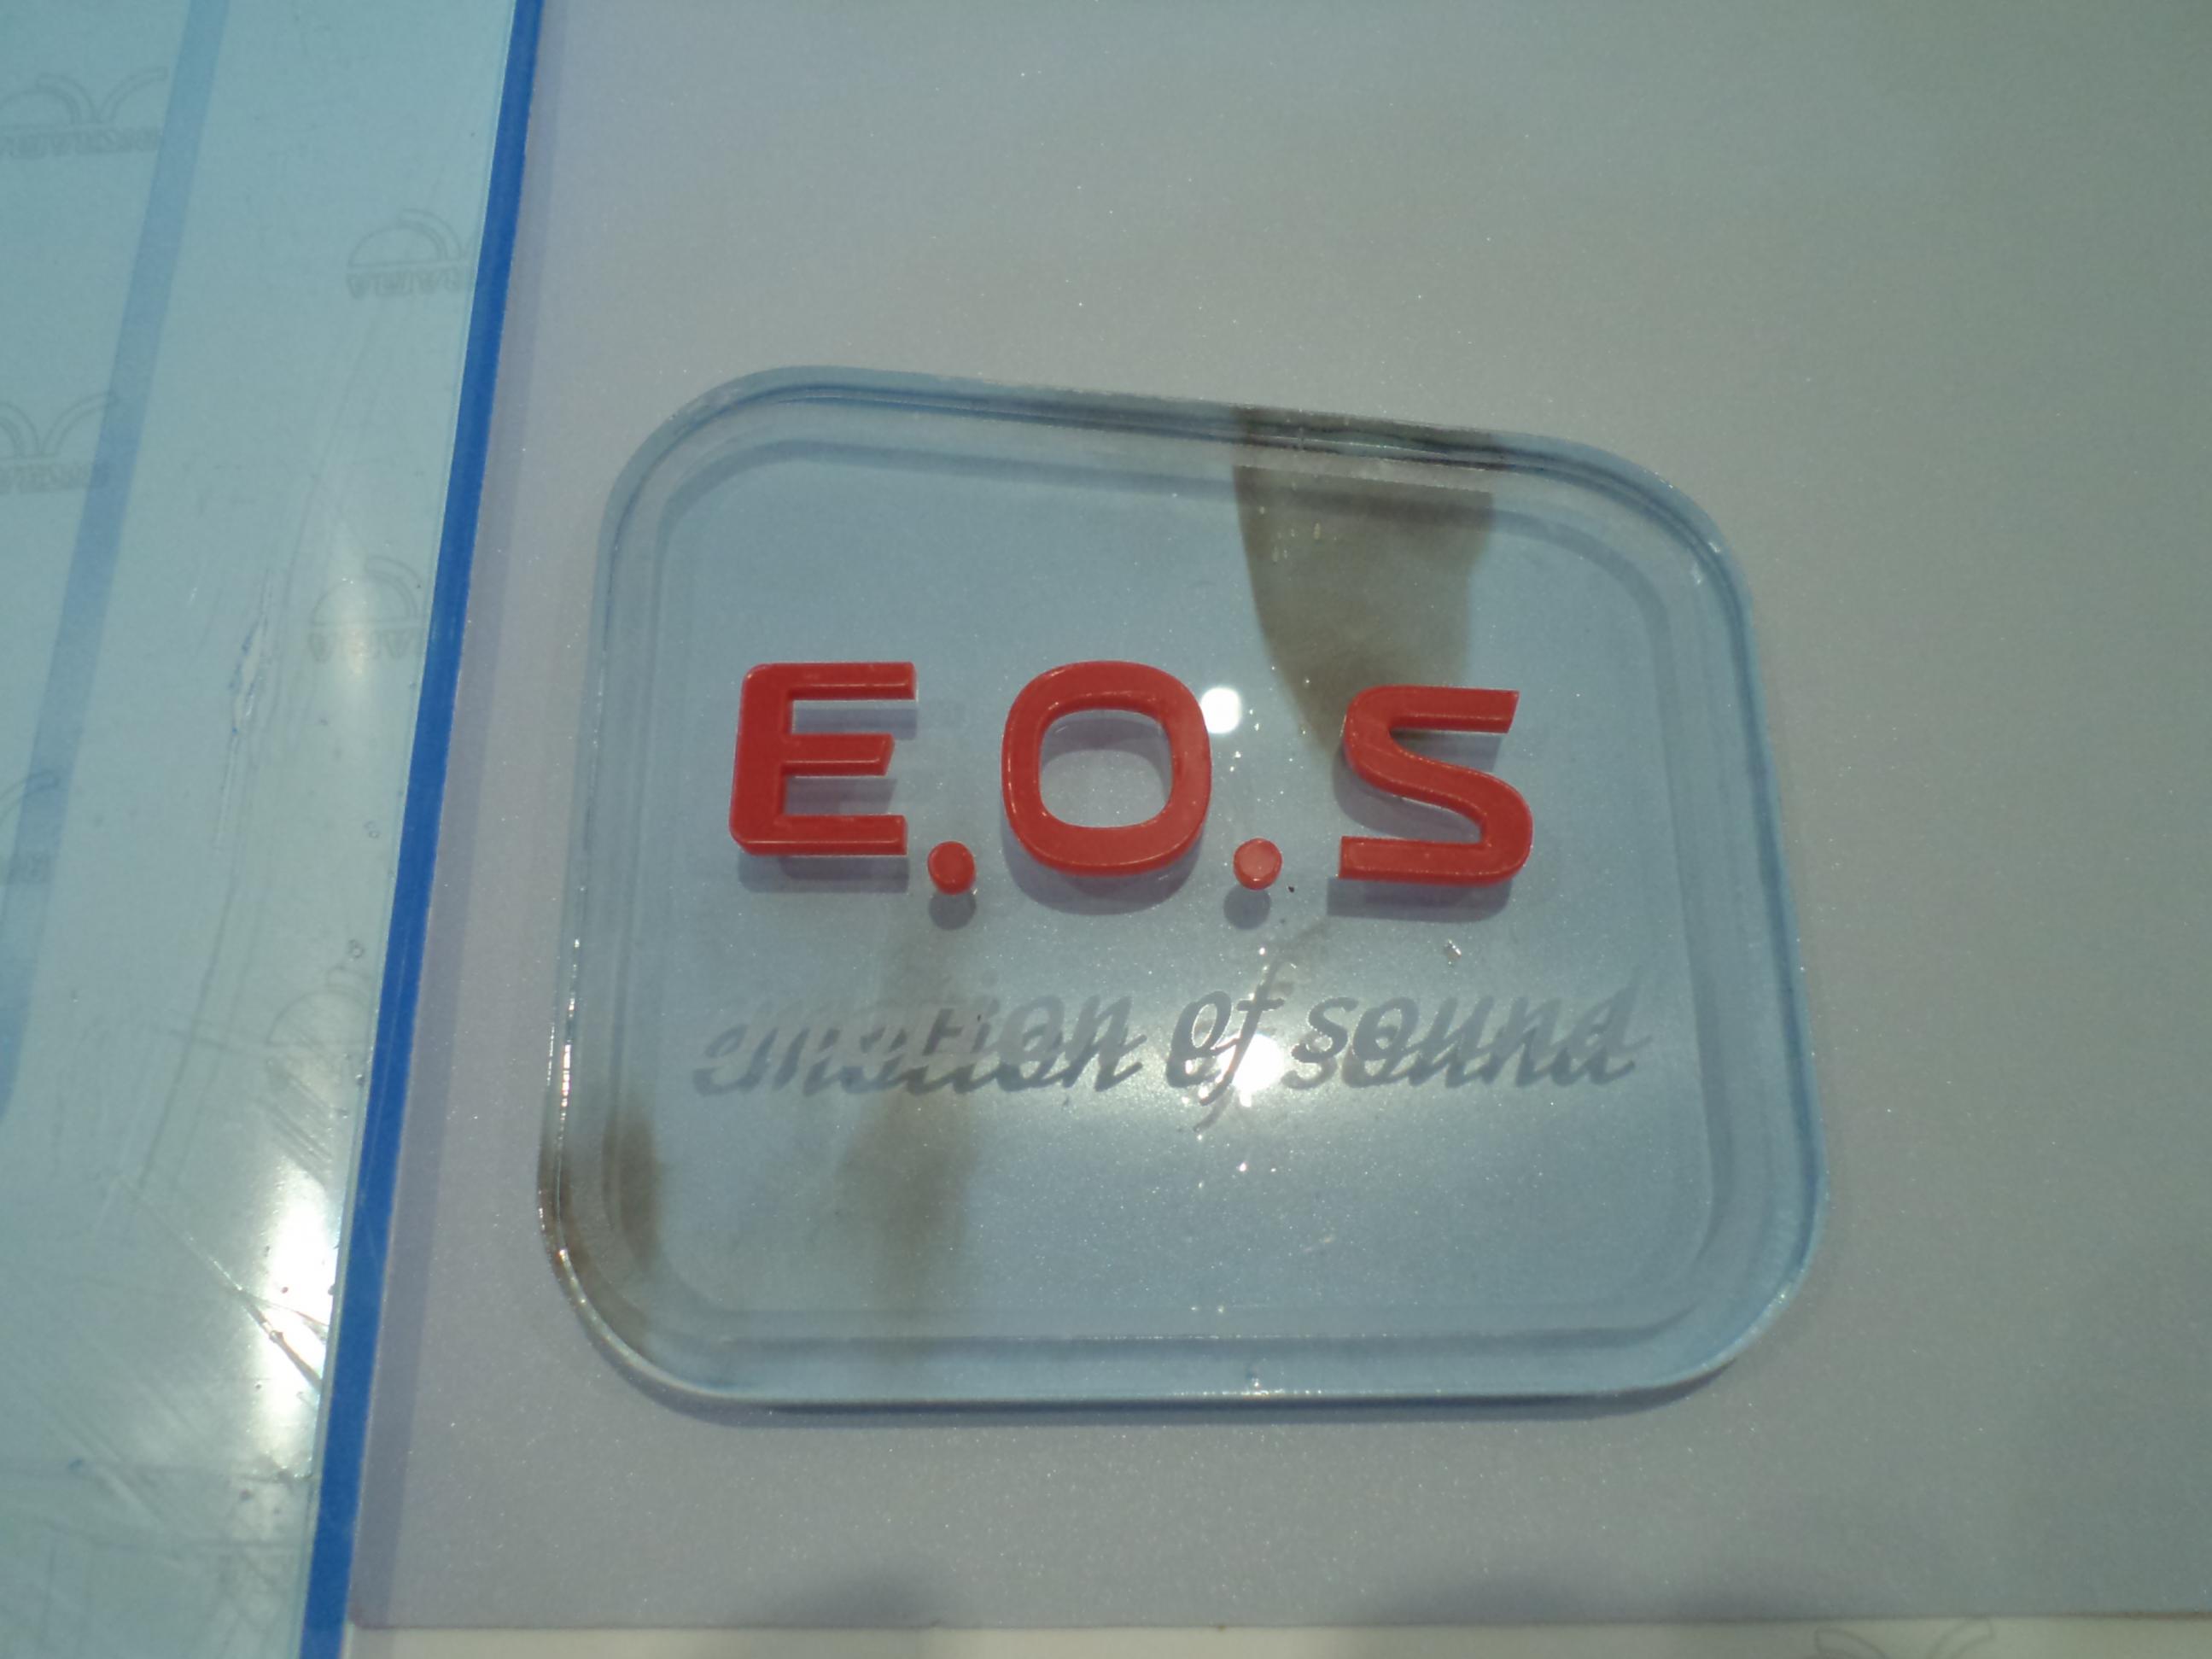 E.O.S
emotion of sound